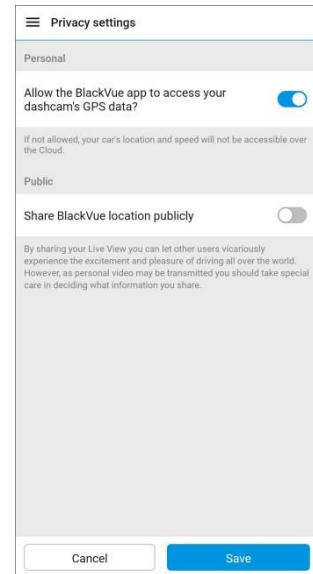 Privacy settings
Personal
Allow the BlackVue app to access your
dashcam's GPS data?
If not allowed, your car's location and speed will not be accessible over
the Cloud.
Public
Share BlackVue location publicly
By sharing your Live View you can let other users vicariously
experience the excitement and pleasure of driving all over the world.
However, as personal video may be transmitted you should take special
care in deciding what information you share.
Cancel
Save